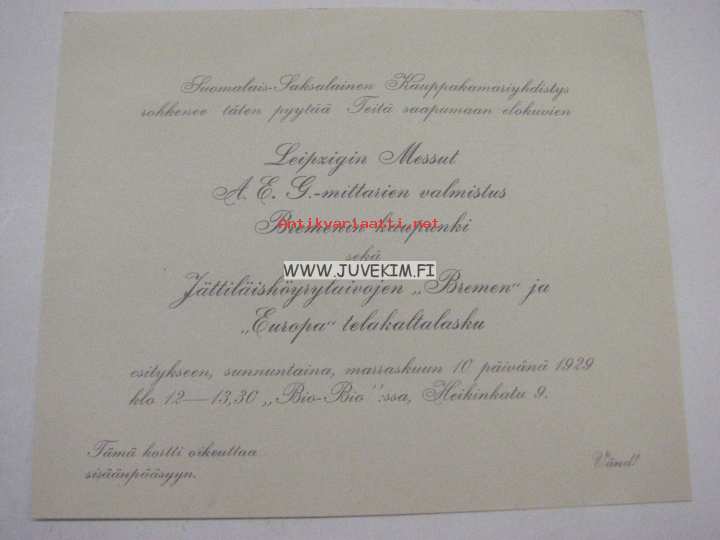 Suomalais-Saksalainen Kauppakamariyhdistys
rohkenee täten pyytää Teitä saapumaan elokuvien
Leipzigin Messut
A. E. G.-mittarien valmistus
Antikvariaatti.net
Bremenin kaupunki
sekä
WWW.JUVEKIM.FI
Jättiläishöyrylaivojen „Bremen" ja
„Europa" telakaltalasku
esitykseen, sunnuntaina, marraskuun 10 päivänä 1929
klo 12—13,30 „Bio-Bio":ssa, Heikinkatu 9.
Tämä kortti oikeuttaa
sisäänpääsyyn.
Vänd!